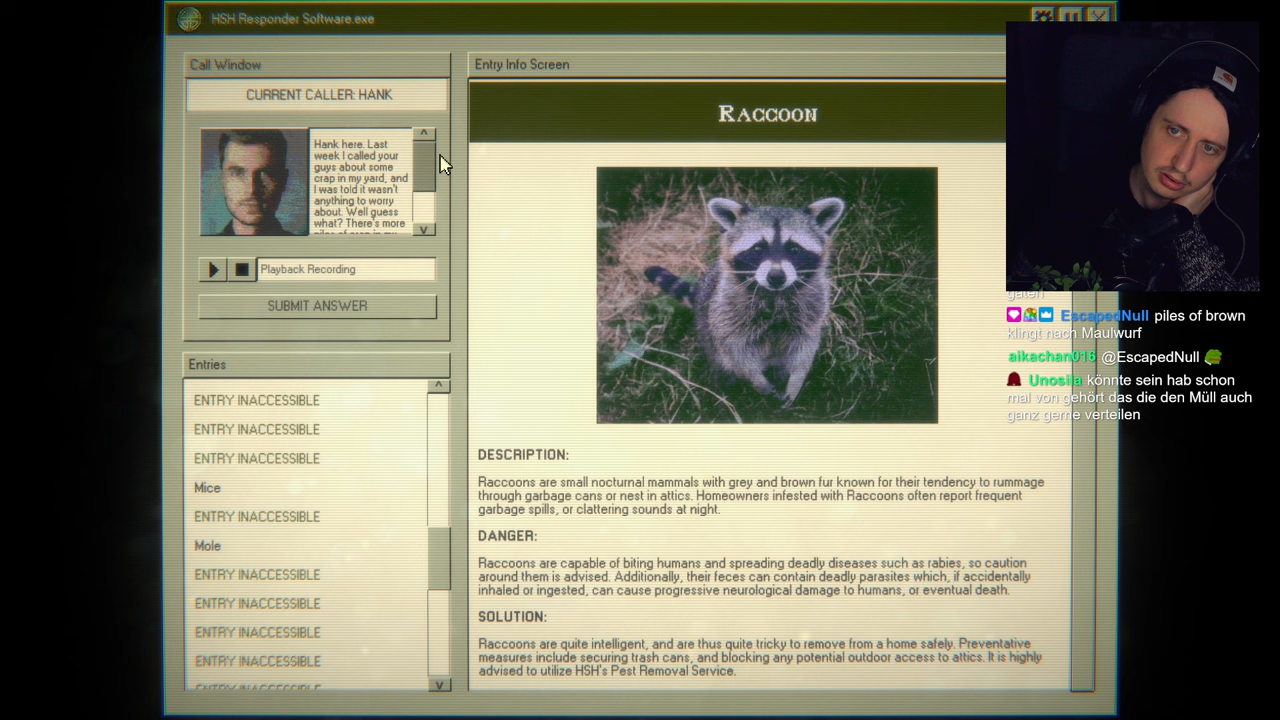 HSH Responder Software.exe
Call Window
CURRENT CALLER: HANK
Hank here. Last
week I called your
guys about some
crap in my yard, and
I was told it wasn't
anything to worry
about. Well guess
what? There's more
piles of crap in my
Playback Recording
SUBMIT ANSWER
Entries
ENTRY INACCESSIBLE
ENTRY INACCESSIBLE
ENTRY INACCESSIBLE
Mice
ENTRY INACCESSIBLE
Mole
ENTRY INACCESSIBLE
ENTRY INACCESSIBLE
ENTRY INACCESSIBLE
ENTRY INACCESSIBLE
ENTRY INACCESSIBLE
Entry Info Screen
Raccoon
DESCRIPTION:
Raccoons are small nocturnal mammals with grey and brown fur known for their tendency to rummage
through garbage cans or nest in attics. Homeowners infested with Raccoons often report frequent
garbage spills, or clattering sounds at night.
DANGER:
Raccoons are capable of biting humans and spreading deadly diseases such as rabies, so caution
around them is advised. Additionally, their feces can contain deadly parasites which, if accidentally
inhaled or ingested, can cause progressive neurological damage to humans, or eventual death.
SOLUTION:
Raccoons are quite intelligent, and are thus quite tricky to remove from a home safely. Preventative
measures include securing trash cans, and blocking any potential outdoor access to attics. It is highly
advised to utilize HSH's Pest Removal Service.
garten
EscapedNull piles of brown
klingt nach Maulwurf
aikachan016 @EscapedNull
Unosila könnte sein hab schon
mal von gehört das die den Müll auch
ganz gerne verteilen